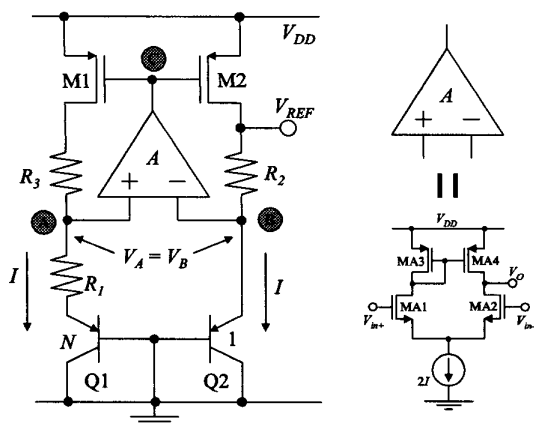 V_DD
M1
C
M2
V_REF
A
+
−
R_3
R_2
A
B
V_A = V_B
I
R_1
I
N
1
Q1
Q2
A
+
−
V_DD
MA3
MA4
V_O
MA1
MA2
V_in+
V_in-
2I